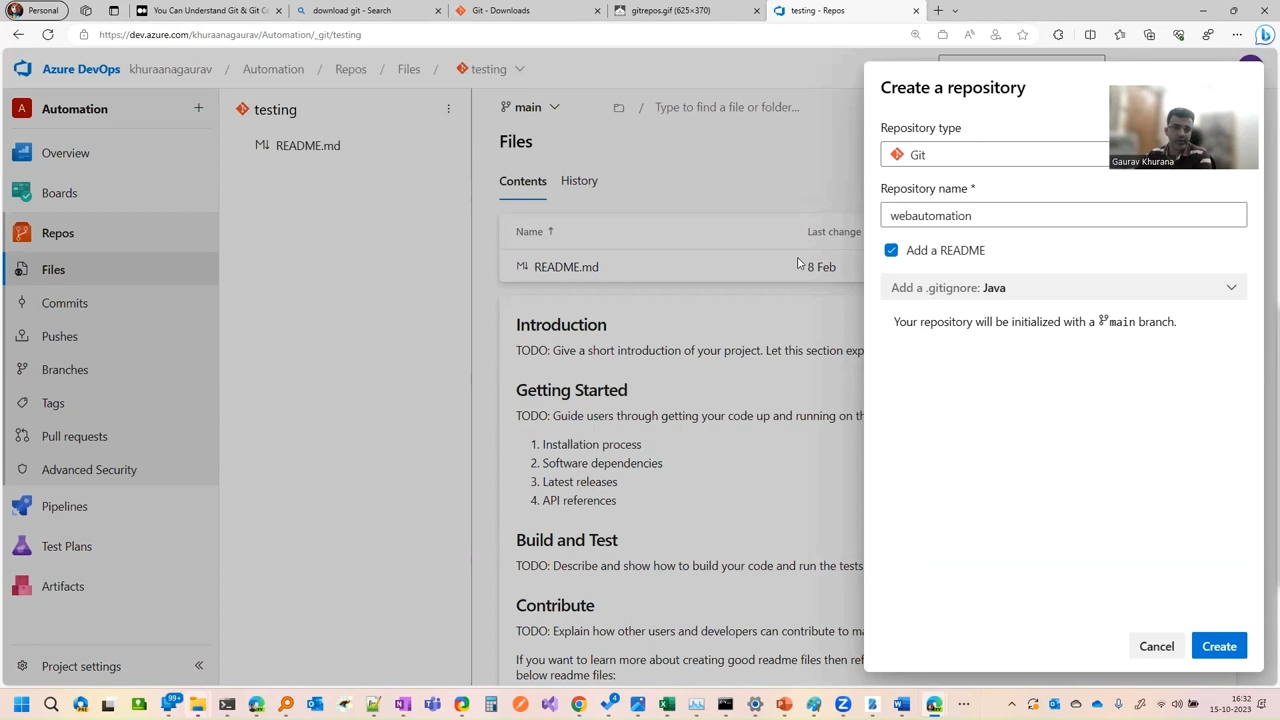 Personal
You Can Understand Git & Git C
download git - Search
Git - Downloads
gitrepos.gif (625×370)
testing - Repos
https://dev.azure.com/khuraanagaurav/Automation/_git/testing
Azure DevOps khuraanagaurav / Automation / Repos / Files / testing
A Automation
Overview
Boards
Repos
Files
Commits
Pushes
Branches
Tags
Pull requests
Advanced Security
Pipelines
Test Plans
Artifacts
Project settings
testing
README.md
main / Type to find a file or folder...
Files
Contents History
Name ↑ Last change
README.md 8 Feb
Introduction
TODO: Give a short introduction of your project. Let this section exp
Getting Started
TODO: Guide users through getting your code up and running on th
1. Installation process
2. Software dependencies
3. Latest releases
4. API references
Build and Test
TODO: Describe and show how to build your code and run the tests
Contribute
TODO: Explain how other users and developers can contribute to ma
If you want to learn more about creating good readme files then ref
below readme files:
Create a repository
Repository type
Git
Gaurav Khurana
Repository name *
webautomation
Add a README
Add a .gitignore: Java
Your repository will be initialized with a main branch.
Cancel Create
99+
4
16:32
15-10-2023